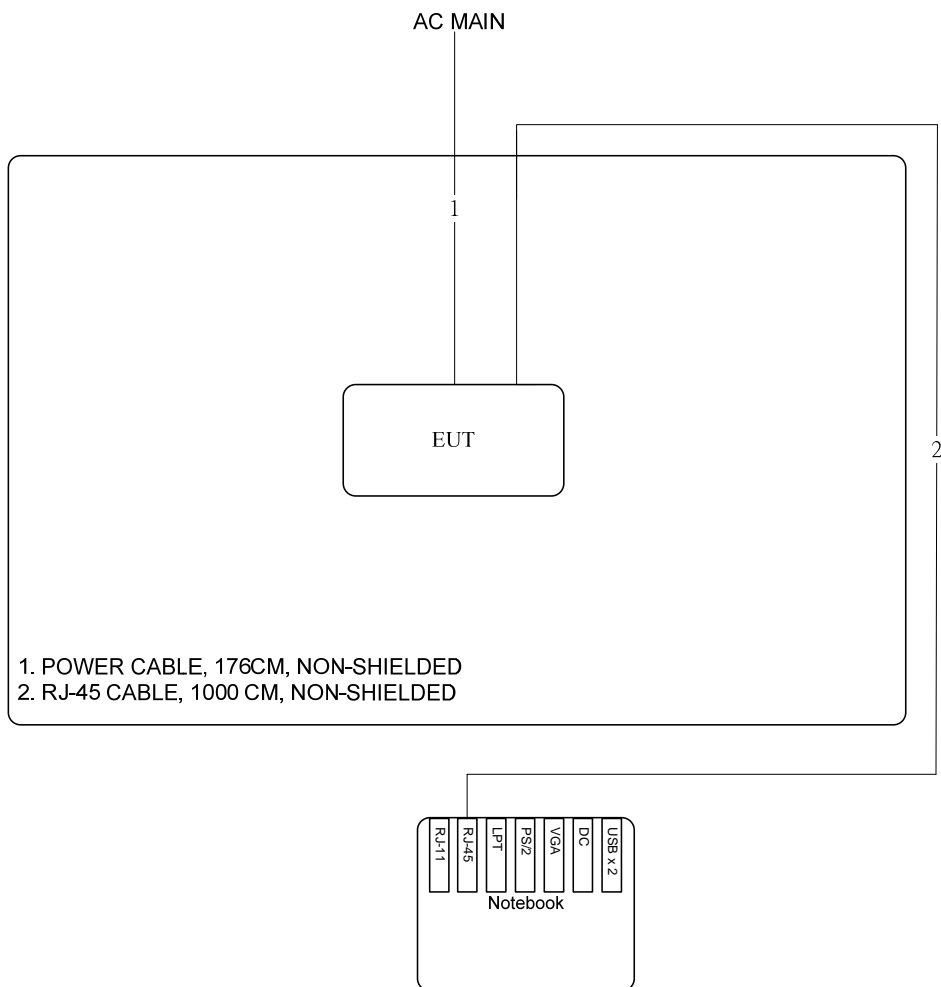 AC MAIN
1
EUT
2
1. POWER CABLE, 176CM, NON-SHIELDED
2. RJ-45 CABLE, 1000 CM, NON-SHIELDED
RJ-11
RJ-45
LPT
PS/2
VGA
DC
USB x 2
Notebook